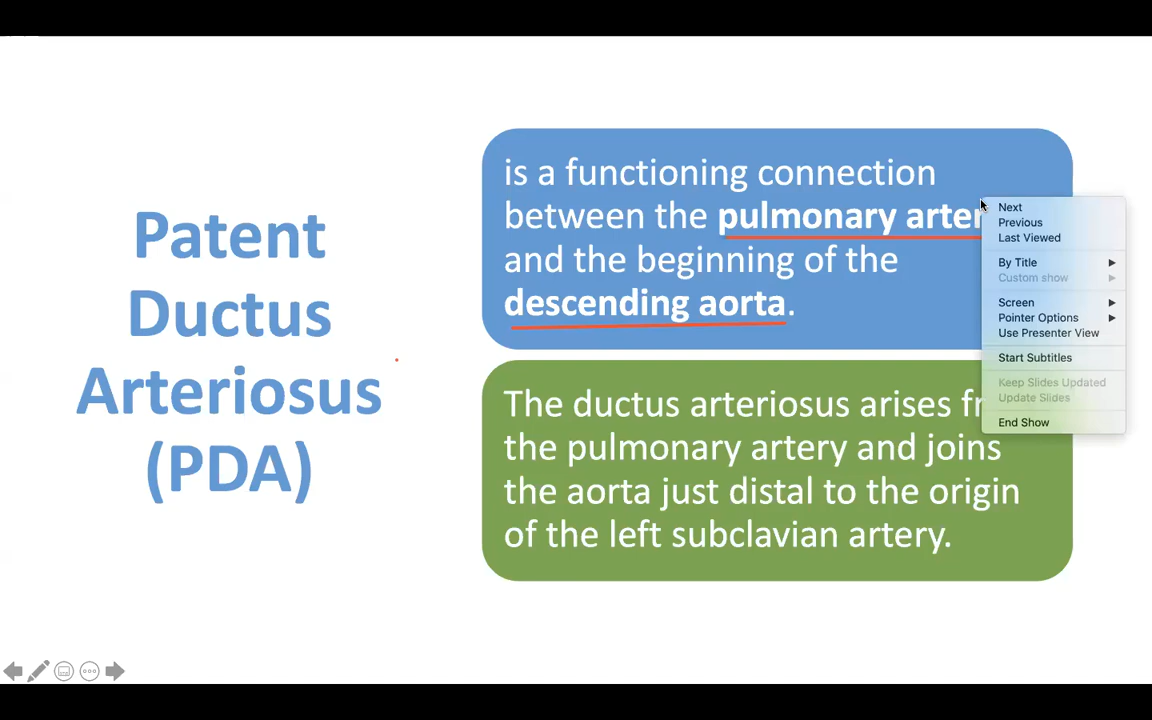 Patent
Ductus
Arteriosus
(PDA)
is a functioning connection
between the pulmonary arter
and the beginning of the
descending aorta.
The ductus arteriosus arises fr
the pulmonary artery and joins
the aorta just distal to the origin
of the left subclavian artery.
Next
Previous
Last Viewed
By Title
Custom show
Screen
Pointer Options
Use Presenter View
Start Subtitles
Keep Slides Updated
Update Slides
End Show